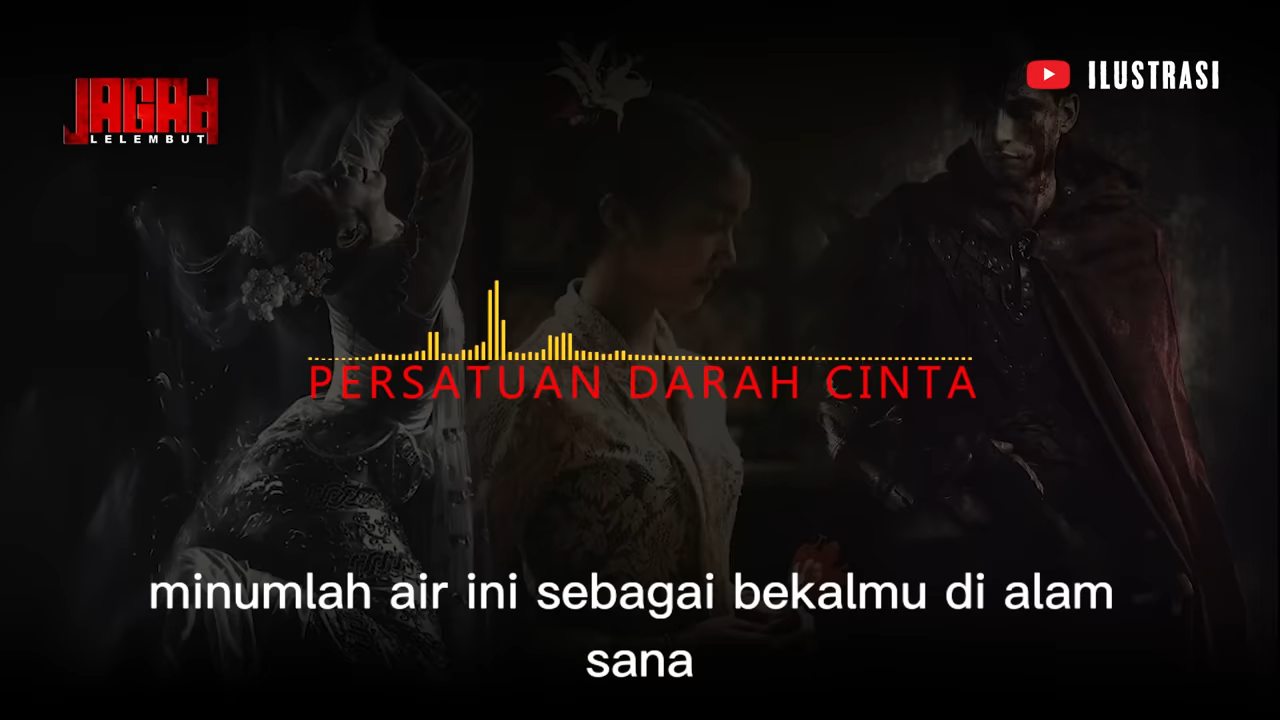 JAGAd
LELEMBUT
ILUSTRASI
PERSATUAN DARAH CINTA
minumlah air ini sebagai bekalmu di alam
sana